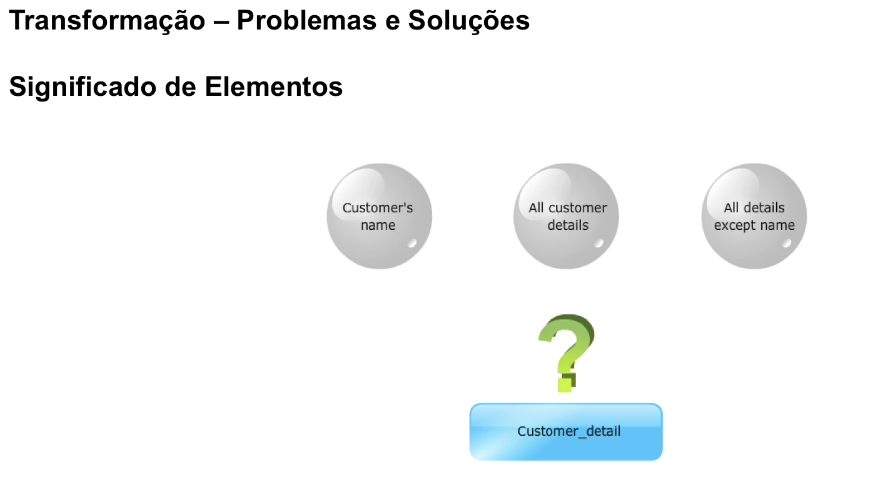 Transformação – Problemas e Soluções
Significado de Elementos
Customer's
name
All customer
details
All details
except name
?
Customer_detail